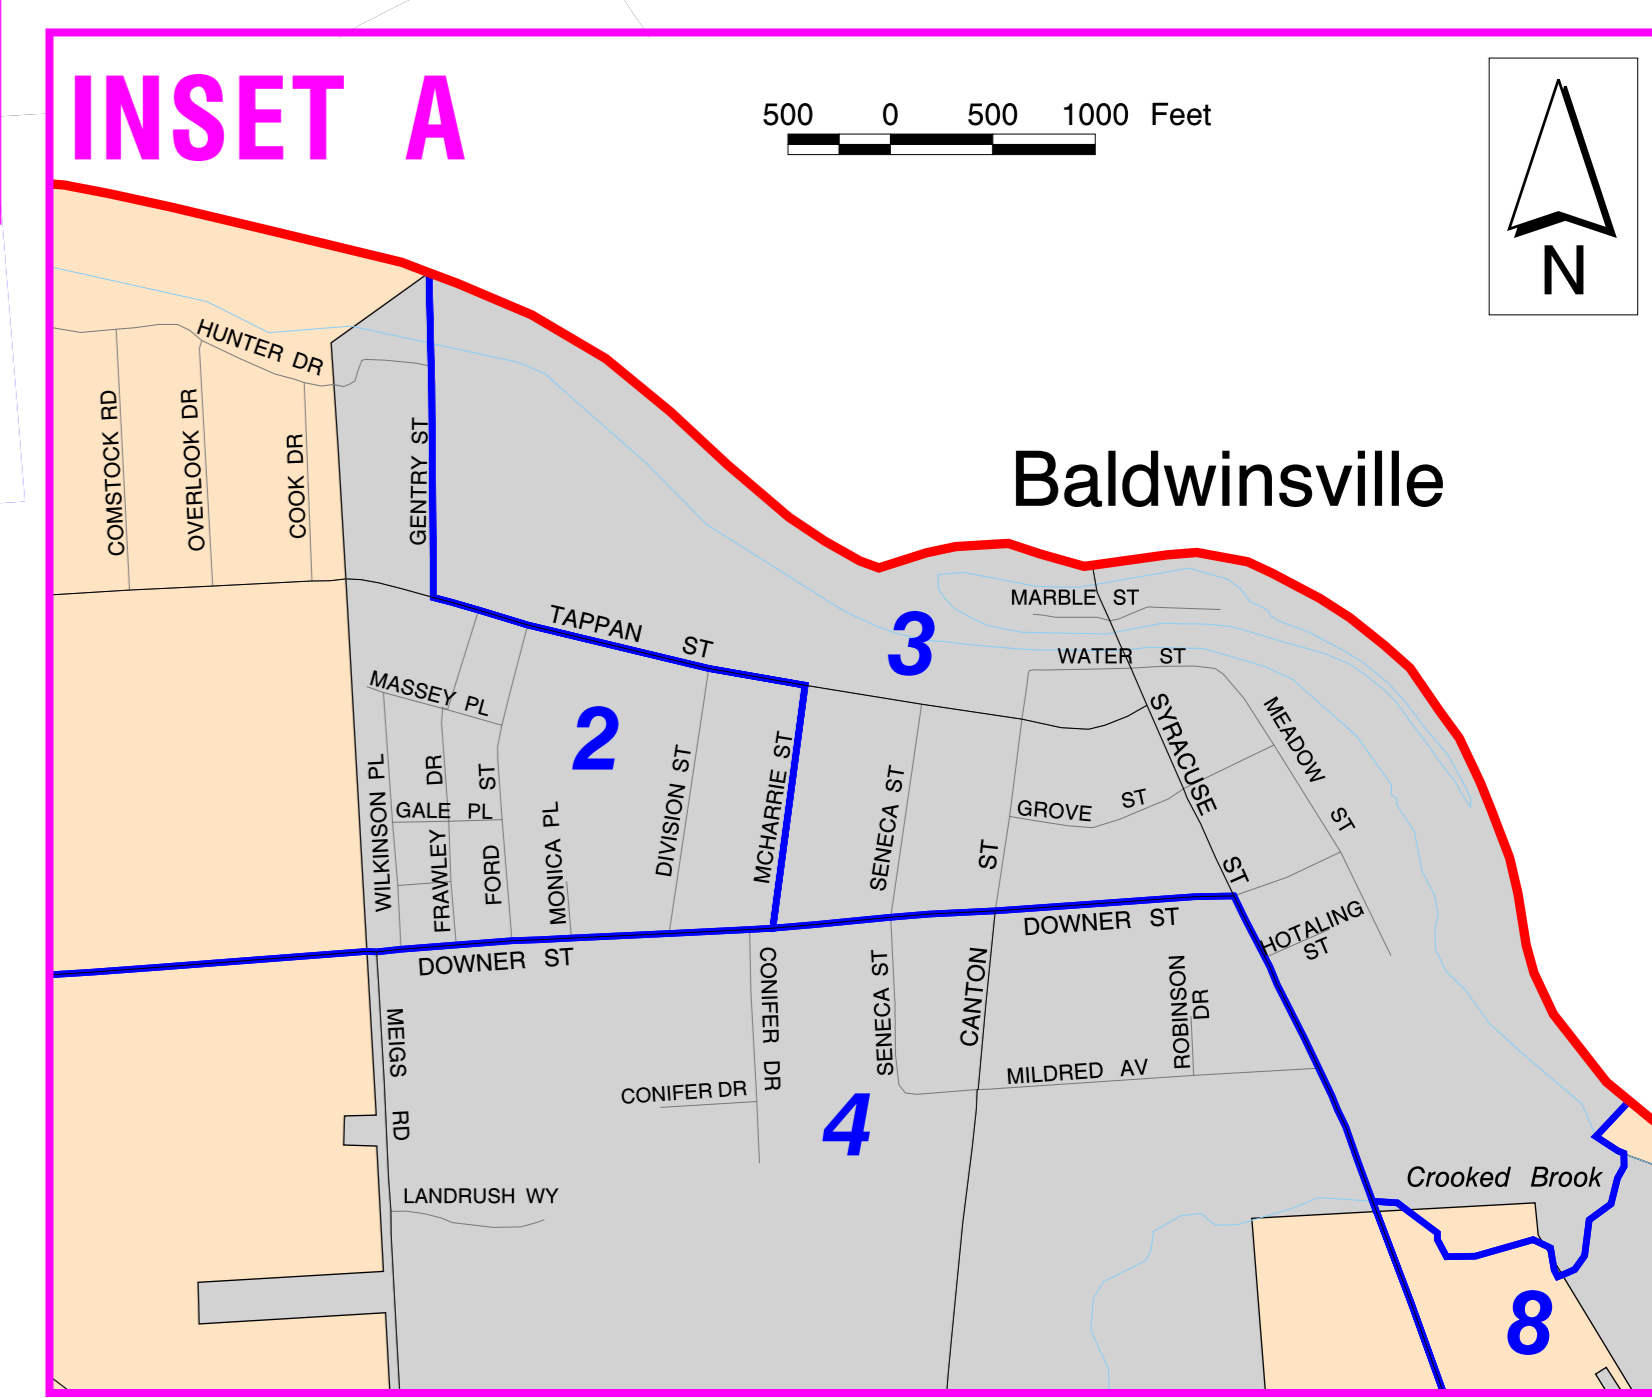 INSET A
500 0 500 1000 Feet
N
HUNTER DR
COMSTOCK RD
OVERLOOK DR
COOK DR
GENTRY ST
Baldwinsville
MARBLE ST
3
WATER ST
TAPPAN ST
MASSEY PL
2
SYRACUSE ST
MEADOW ST
WILKINSON PL
FRAWLEY DR
FORD ST
GALE PL
MONICA PL
DIVISION ST
MCHARRIE ST
SENECA ST
GROVE ST
CANTON ST
DOWNER ST
HOTALING
ST
DOWNER ST
MEIGS RD
CONIFER DR
SENECA ST
ROBINSON
DR
MILDRED AV
CONIFER DR
4
LANDRUSH WY
Crooked Brook
8